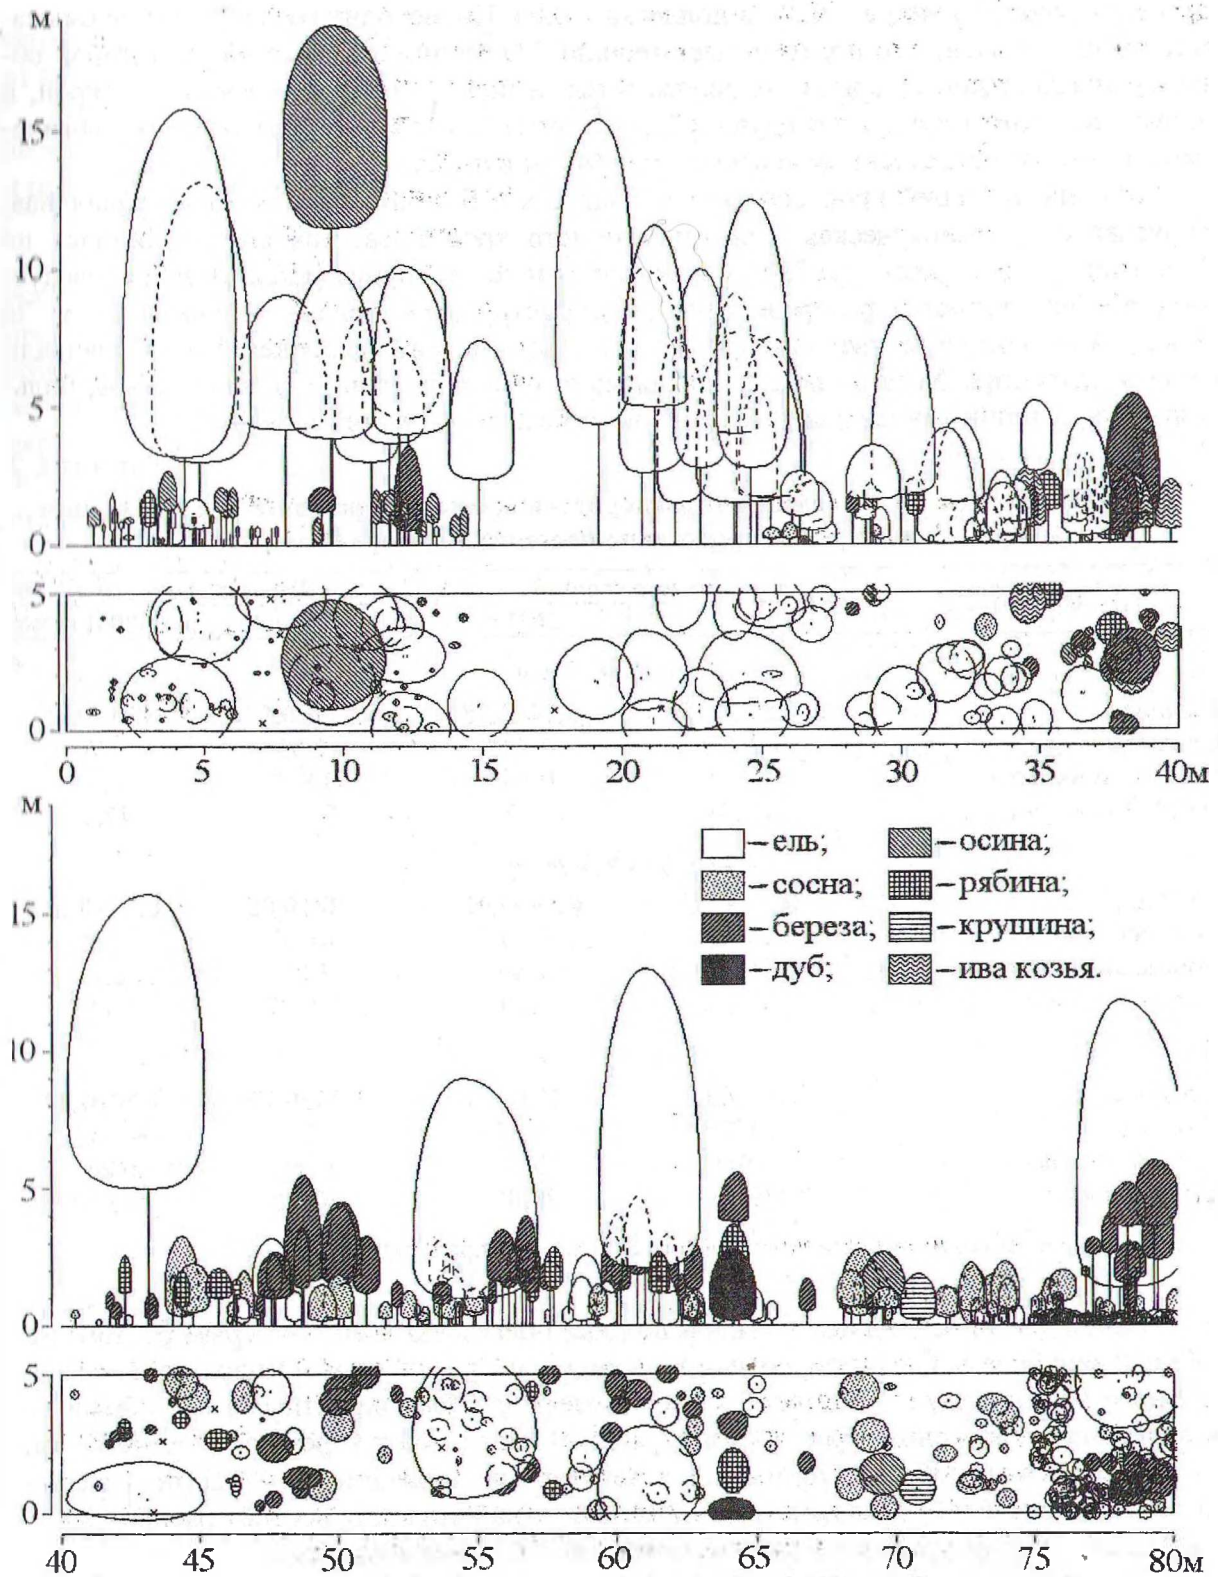 м
15
10
5
0
5
0
0 5 10 15 20 25 30 35 40м
м
– ель; – осина;
– сосна; – рябина;
15
– береза; – крушина;
– дуб; – ива козья.
10
5
0
5
0
40 45 50 55 60 65 70 75 80м